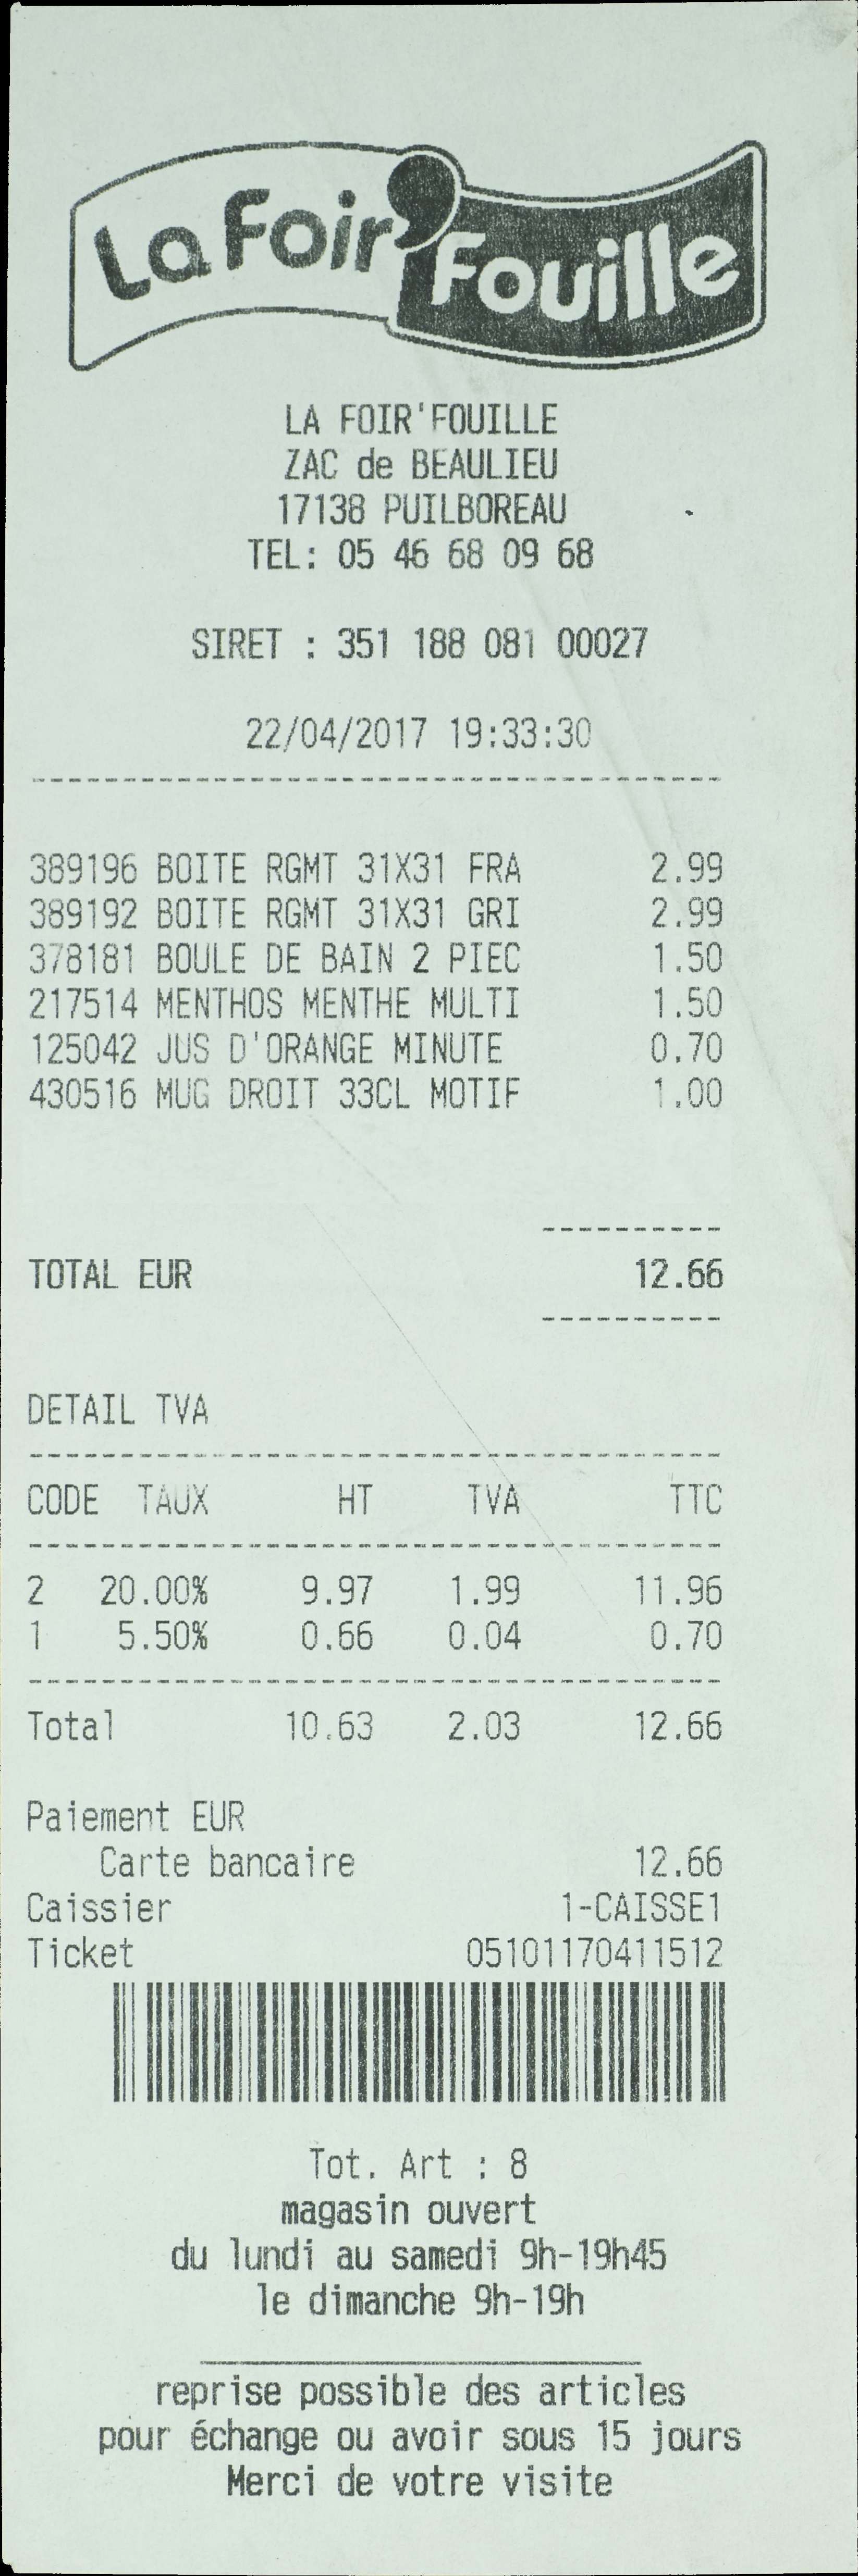 La Foir'Fouille
LA FOIR'FOUILLE
ZAC de BEAULIEU
17138 PUILBOREAU
TEL: 05 46 68 09 68
SIRET : 351 188 081 00027
22/04/2017 19:33:30
389196 BOITE RGMT 31X31 FRA 2.99
389192 BOITE RGMT 31X31 GRI 2.99
378181 BOULE DE BAIN 2 PIEC 1.50
217514 MENTHOS MENTHE MULTI 1.50
125042 JUS D'ORANGE MINUTE 0.70
430516 MUG DROIT 33CL MOTIF 1.00
TOTAL EUR 12.66
DETAIL TVA
CODE TAUX HT TVA TTC
2 20.00% 9.97 1.99 11.96
1 5.50% 0.66 0.04 0.70
Total 10.63 2.03 12.66
Paiement EUR
Carte bancaire 12.66
Caissier 1-CAISSE1
Ticket 05101170411512
Tot. Art : 8
magasin ouvert
du lundi au samedi 9h-19h45
le dimanche 9h-19h
reprise possible des articles
pour échange ou avoir sous 15 jours
Merci de votre visite